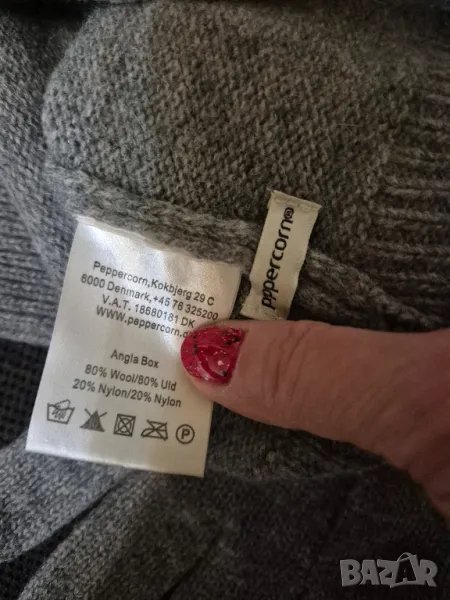 Peppercorn, Kokbjerg 29 C
6000 Denmark, +45 76 325200
V.A.T. 18680181 DK
www.peppercorn.
Angla Box
80% Wool/80% Uld
20% Nylon/20% Nylon
P
peppercorn®
BAZAR